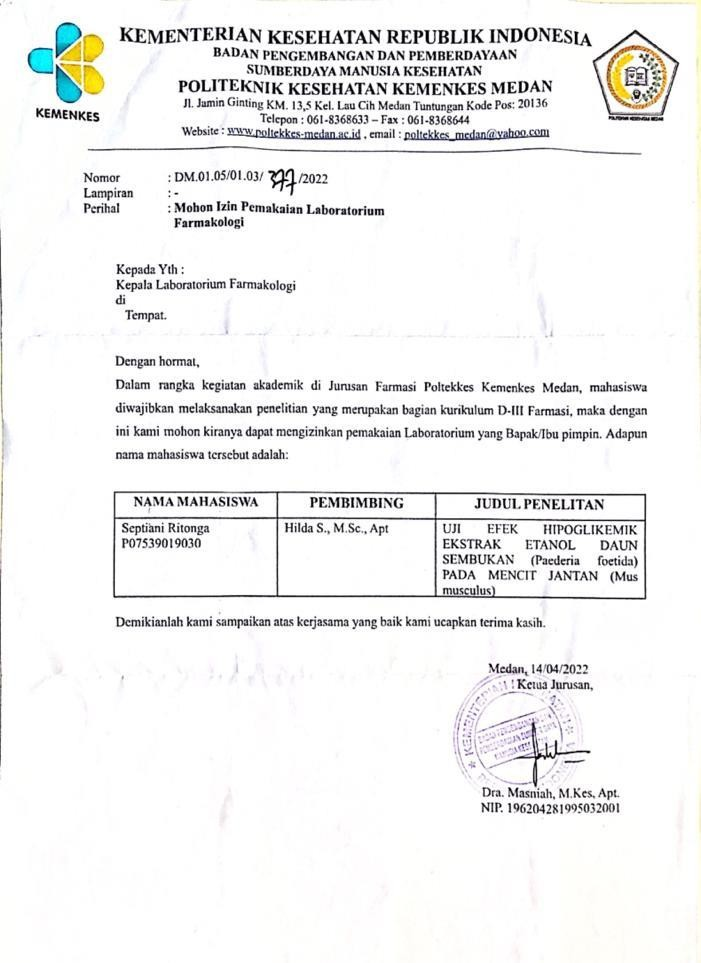 KEMENTERIAN KESEHATAN REPUBLIK INDONESIA
BADAN PENGEMBANGAN DAN PEMBERDAYAAN
SUMBERDAYA MANUSIA KESEHATAN
POLITEKNIK KESEHATAN KEMENKES MEDAN
Jl. Jamin Ginting KM. 13,5 Kel. Lau Cih Medan Tuntungan Kode Pos: 20136
Telepon : 061-8368633 – Fax : 061-8368644
Website : www.poltekkes-medan.ac.id , email : poltekkes_medan@yahoo.com
KEMENKES
POLITEKNIK KESEHATAN MEDAN
Nomor : DM.01.05/01.03/ 377 /2022
Lampiran : -
Perihal : Mohon Izin Pemakaian Laboratorium
Farmakologi
Kepada Yth :
Kepala Laboratorium Farmakologi
di
Tempat.
Dengan hormat,
Dalam rangka kegiatan akademik di Jurusan Farmasi Poltekkes Kemenkes Medan, mahasiswa
diwajibkan melaksanakan penelitian yang merupakan bagian kurikulum D-III Farmasi, maka dengan
ini kami mohon kiranya dapat mengizinkan pemakaian Laboratorium yang Bapak/Ibu pimpin. Adapun
nama mahasiswa tersebut adalah:
NAMA MAHASISWA PEMBIMBING JUDUL PENELITAN
Septiani Ritonga Hilda S., M.Sc., Apt UJI EFEK HIPOGLIKEMIK
P07539019030 EKSTRAK ETANOL DAUN
SEMBUKAN (Paederia foetida)
PADA MENCIT JANTAN (Mus
musculus)
Demikianlah kami sampaikan atas kerjasama yang baik kami ucapkan terima kasih.
Medan, 14/04/2022
Ketua Jurusan,
Dra. Masniah, M.Kes, Apt.
NIP. 196204281995032001